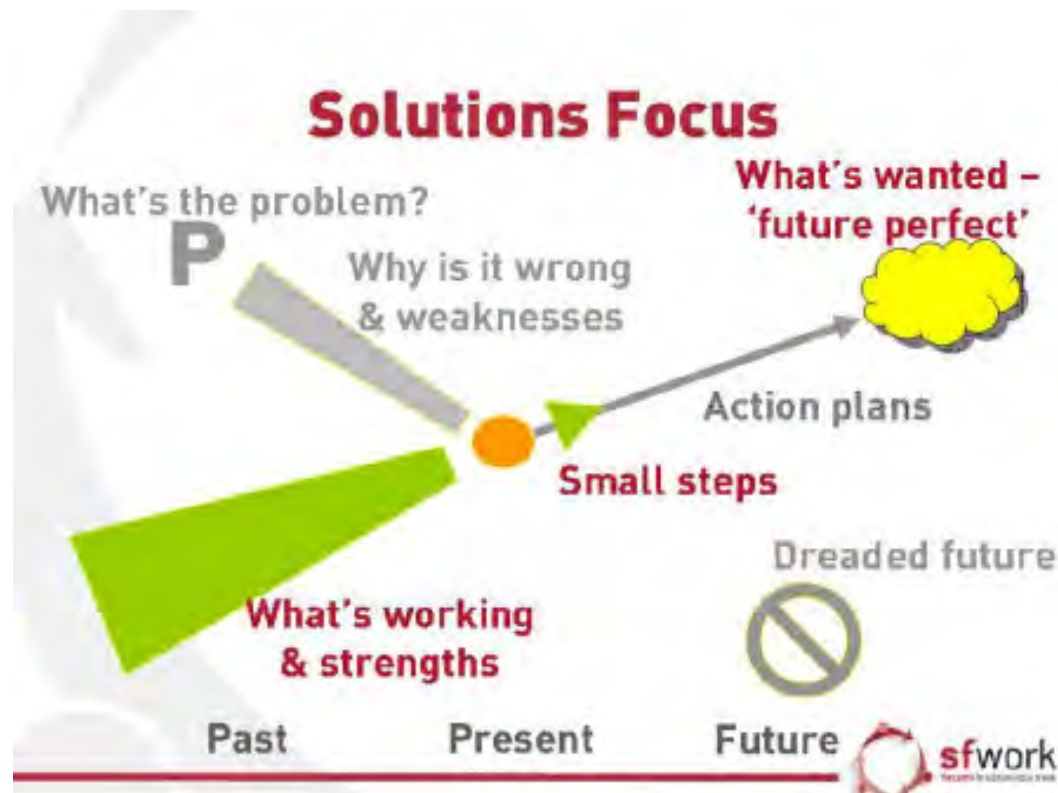 Solutions Focus
What's wanted –
'future perfect'
What's the problem?
P
Why is it wrong
& weaknesses
Action plans
Small steps
Dreaded future
What's working
& strengths
Past Present Future
sfwork